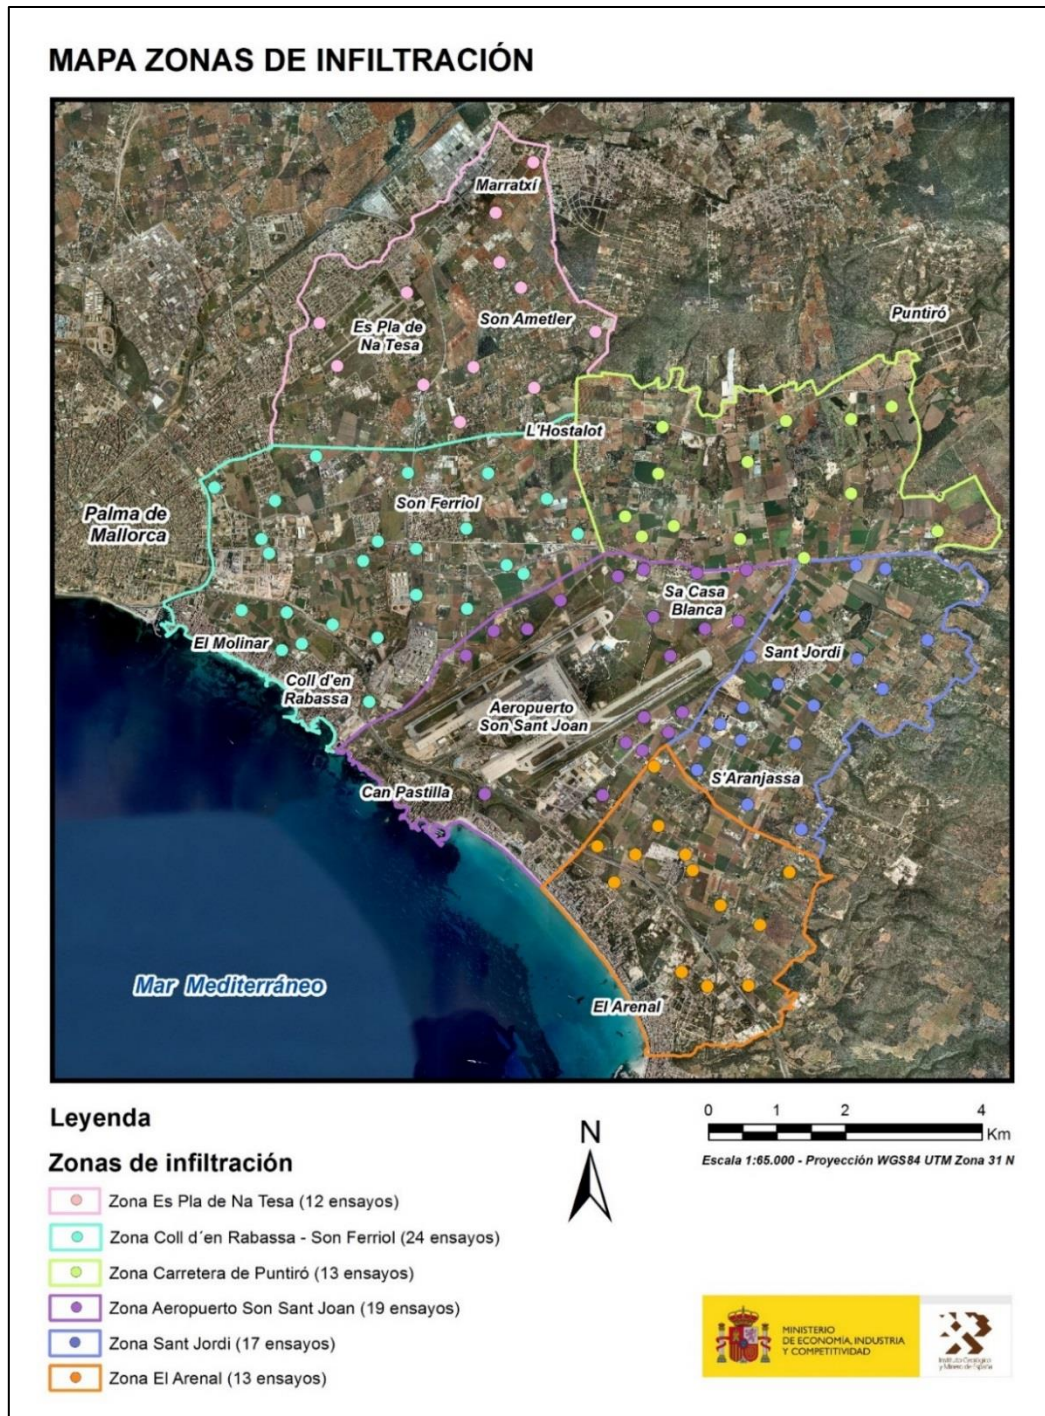 MAPA ZONAS DE INFILTRACIÓN
Marratxí
Puntiró
Es Pla de
Na Tesa
Son Ametler
L'Hostalot
Son Ferriol
Palma de
Mallorca
Sa Casa
Blanca
El Molinar
Sant Jordi
Coll d'en
Rabassa
Aeropuerto
Son Sant Joan
S'Aranjassa
Can Pastilla
Mar Mediterráneo
El Arenal
Leyenda
Zonas de infiltración
Zona Es Pla de Na Tesa (12 ensayos)
Zona Coll d´en Rabassa - Son Ferriol (24 ensayos)
Zona Carretera de Puntiró (13 ensayos)
Zona Aeropuerto Son Sant Joan (19 ensayos)
Zona Sant Jordi (17 ensayos)
Zona El Arenal (13 ensayos)
N
0 1 2 4
Km
Escala 1:65.000 - Proyección WGS84 UTM Zona 31 N
MINISTERIO
DE ECONOMÍA, INDUSTRIA
Y COMPETITIVIDAD
Instituto Geológico
y Minero de España